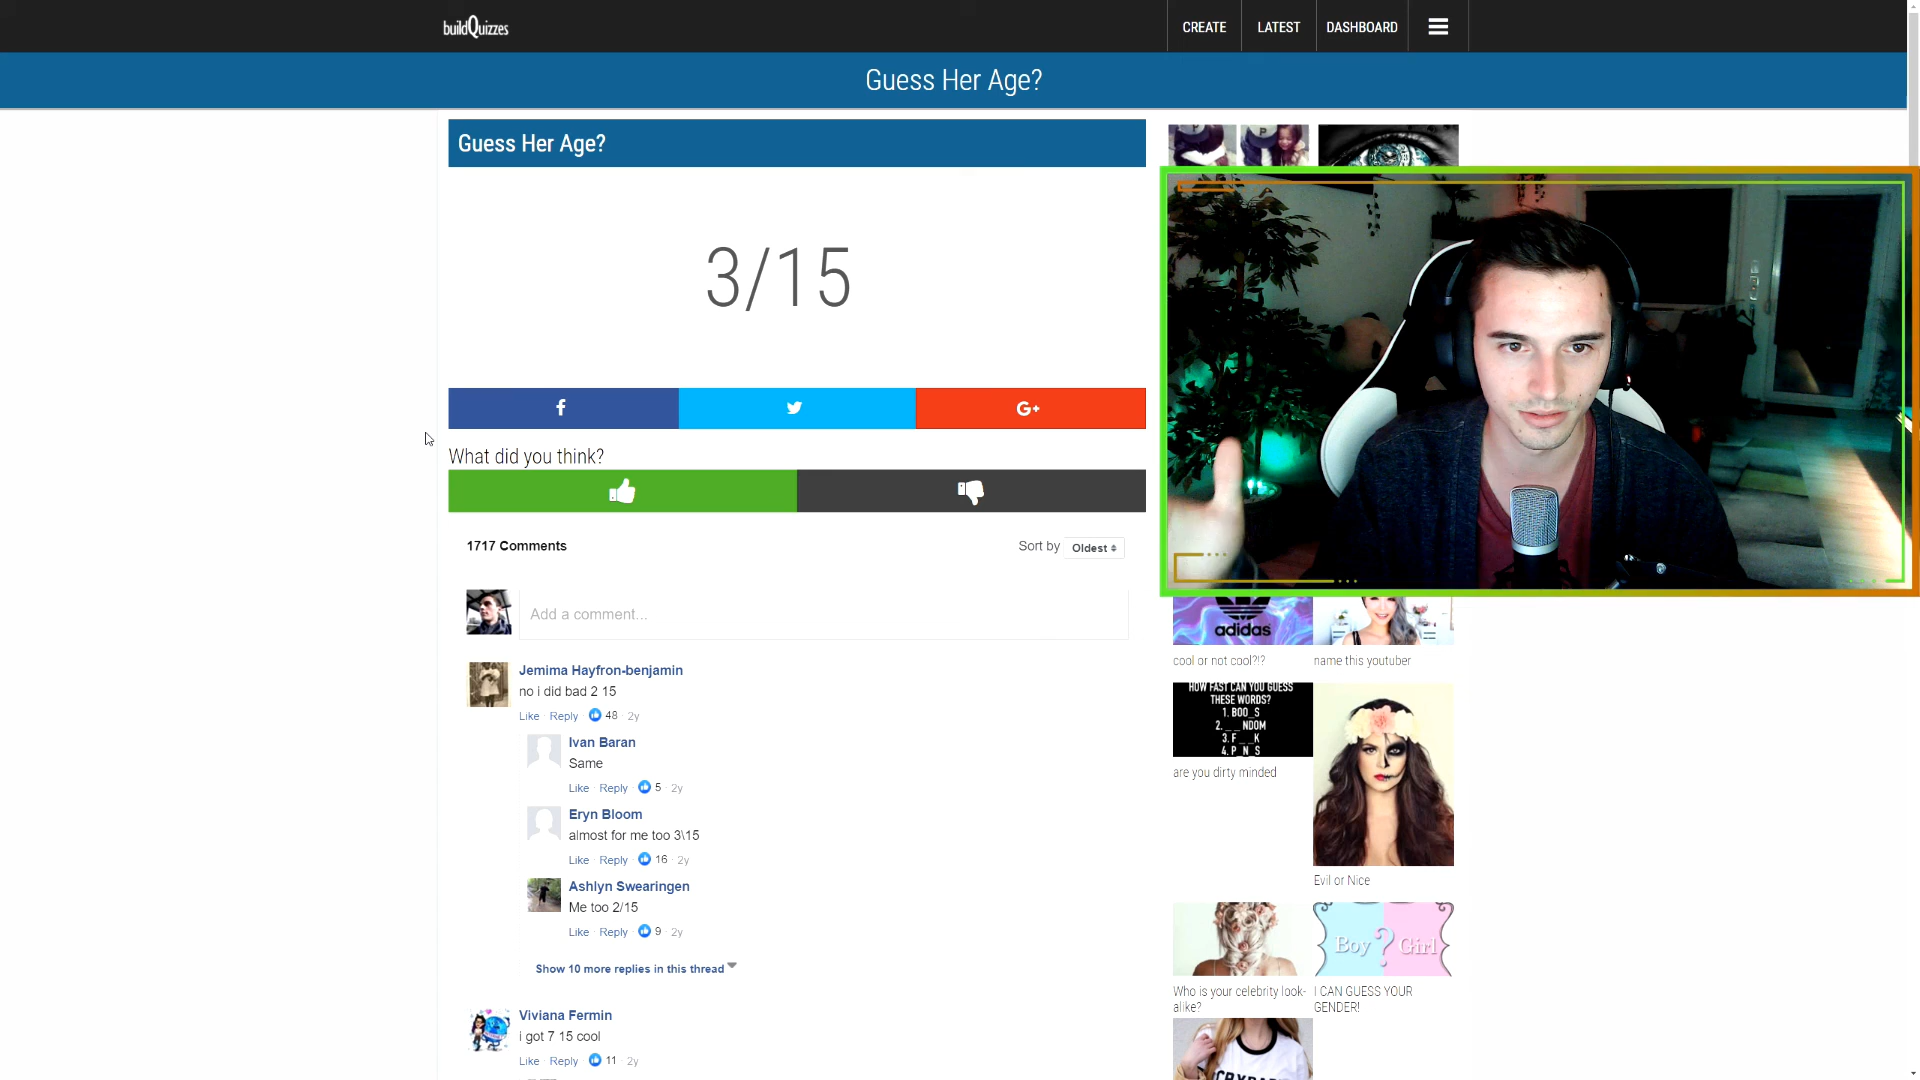 buildQuizzes
CREATE
LATEST
DASHBOARD
Guess Her Age?
Guess Her Age?
3/15
G+
What did you think?
1717 Comments
Sort by
Oldest
Add a comment...
Jemima Hayfron-benjamin
no i did bad 2 15
Like · Reply · 48 · 2y
Ivan Baran
Same
Like · Reply · 5 · 2y
Eryn Bloom
almost for me too 3\15
Like · Reply · 16 · 2y
Ashlyn Swearingen
Me too 2/15
Like · Reply · 9 · 2y
Show 10 more replies in this thread
Viviana Fermin
i got 7 15 cool
Like · Reply · 11 · 2y
P
P
adidas
cool or not cool?!?
name this youtuber
HOW FAST CAN YOU GUESS
THESE WORDS?
1. BOO_S
2. _ _ NDOM
3. F _ _ K
4. P_N_S
are you dirty minded
Evil or Nice
Boy ? Girl
Who is your celebrity look-
alike?
I CAN GUESS YOUR
GENDER!